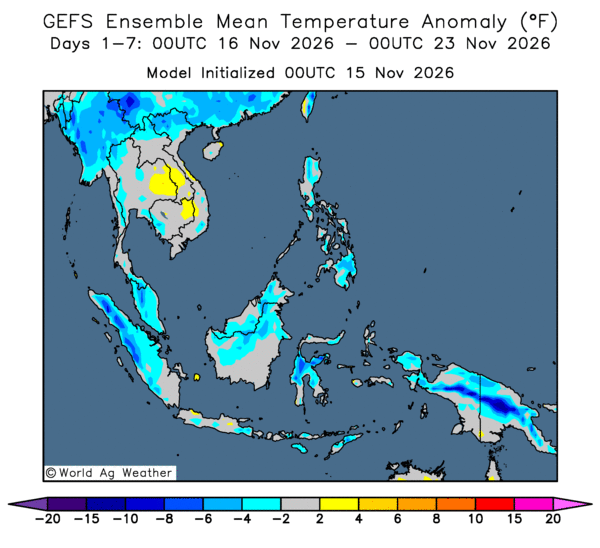 GEFS Ensemble Mean Temperature Anomaly (°F)
Days 1–7: 00UTC 16 Nov 2026 – 00UTC 23 Nov 2026
Model Initialized 00UTC 15 Nov 2026
© World Ag Weather
−20 −15 −10 −8 −6 −4 −2 2 4 6 8 10 15 20